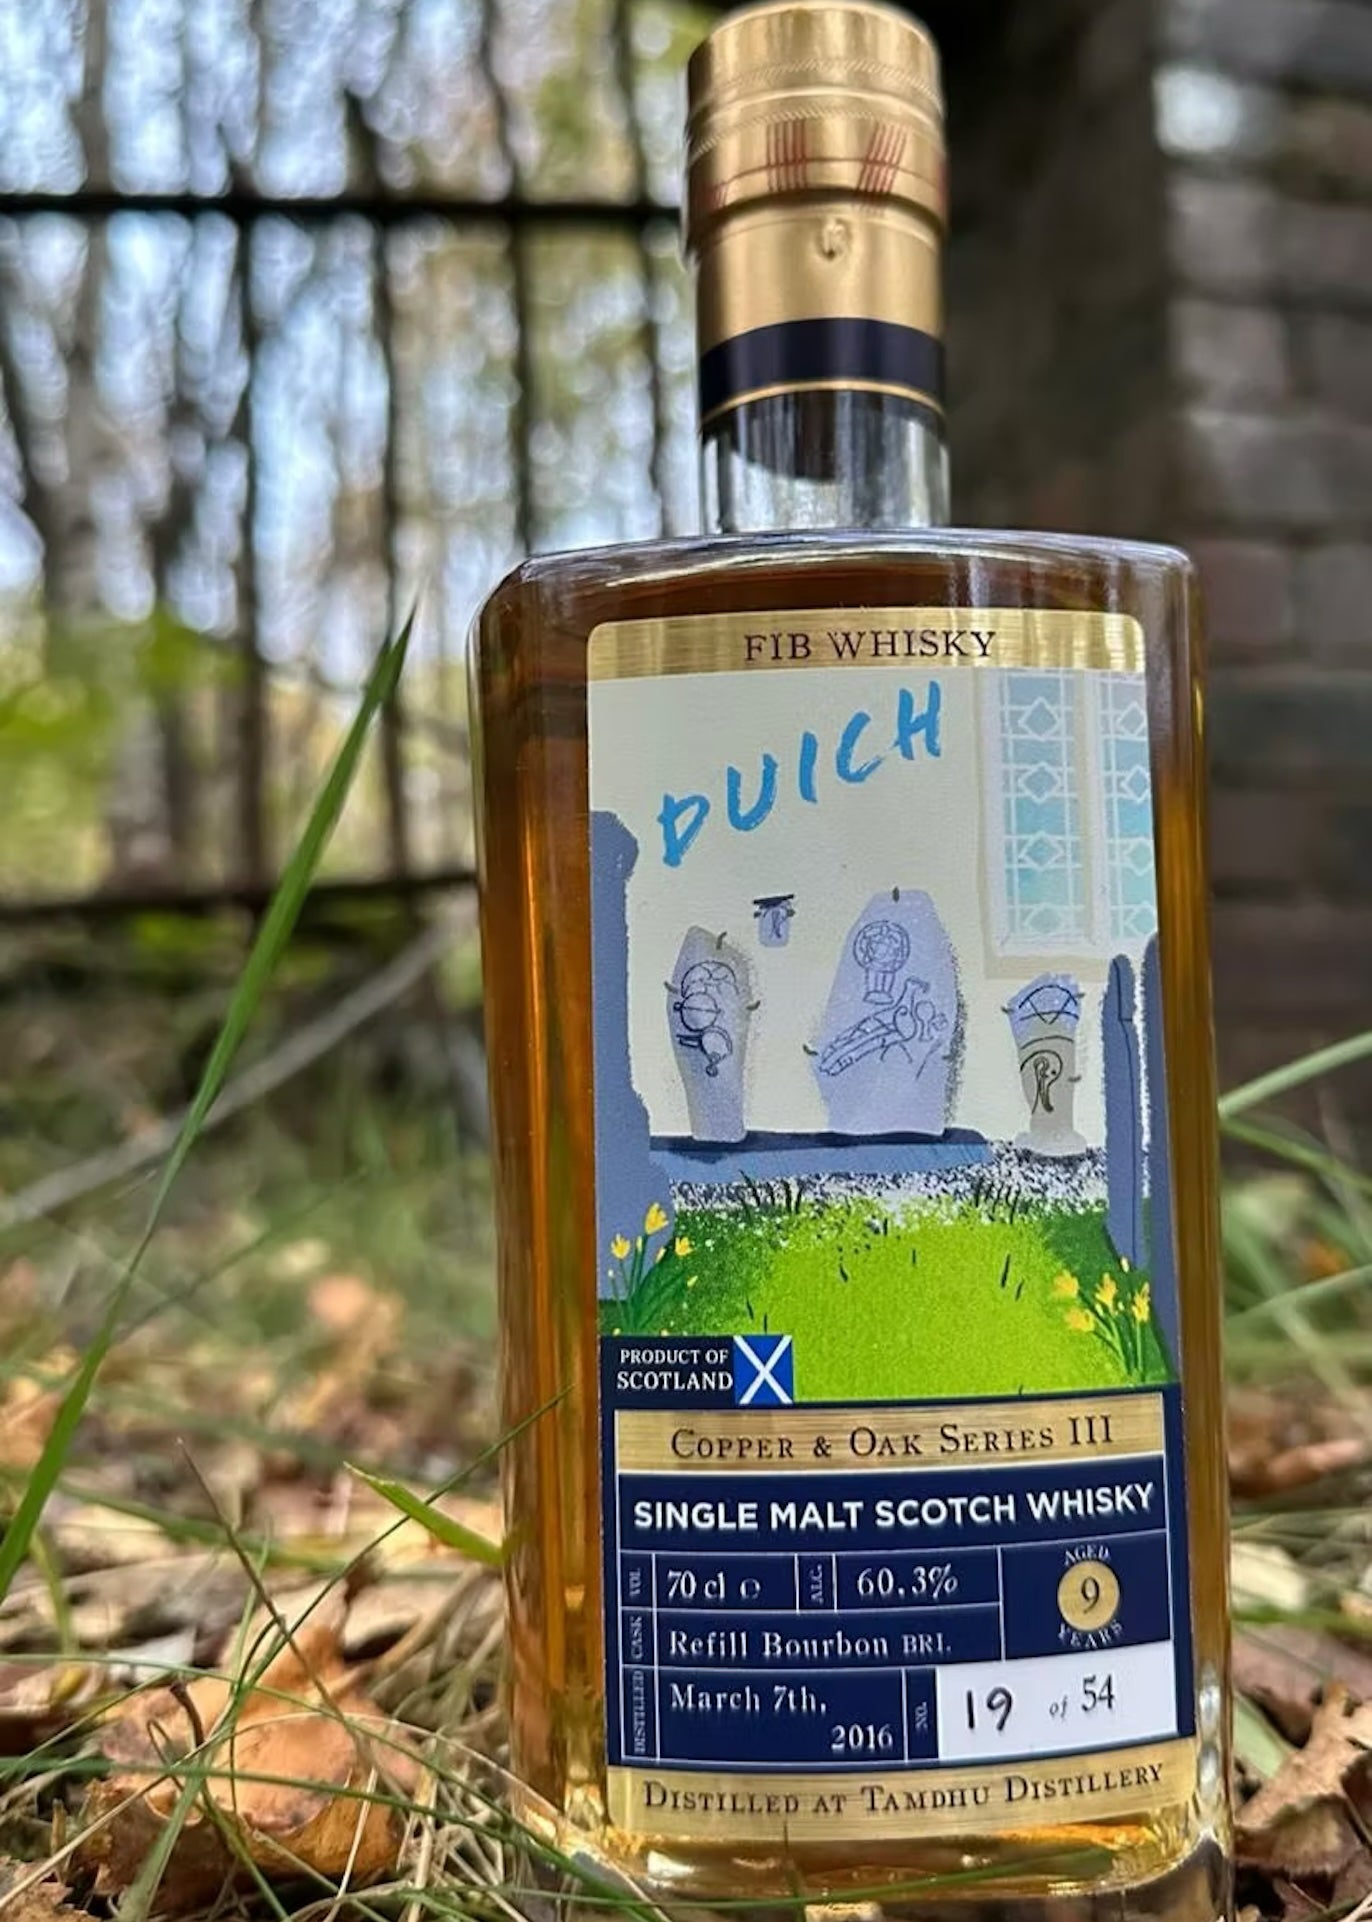 FIB WHISKY
DUICH
PRODUCT OF
SCOTLAND
COPPER & OAK SERIES III
SINGLE MALT SCOTCH WHISKY
VOL 70 cl e ALC. 60.3%
AGED
9
YEARS
CASK Refill Bourbon BRL
DISTILLED March 7th,
2016
NO. 19 of 54
DISTILLED AT TAMDHU DISTILLERY